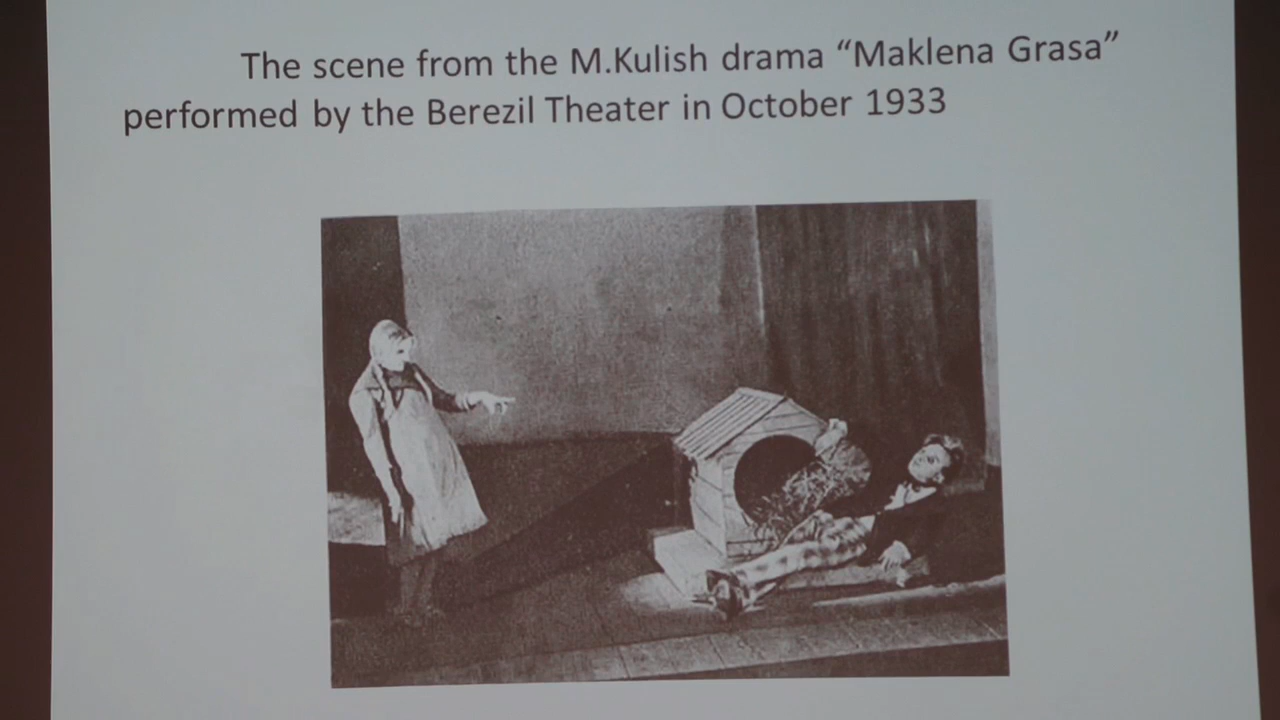 The scene from the M.Kulish drama “Maklena Grasa”
performed by the Berezil Theater in October 1933